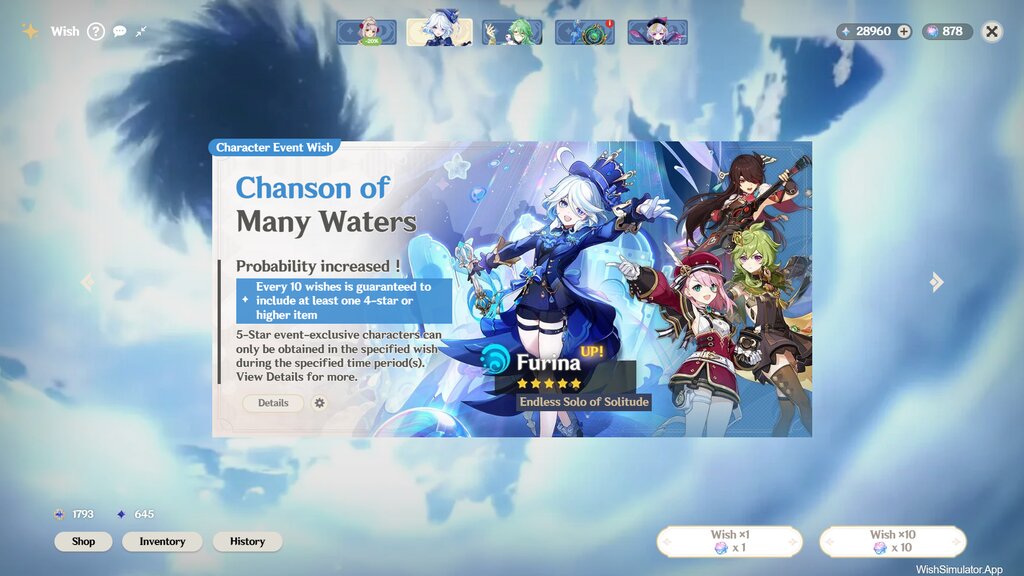 Wish
?
-20%
28960
878
Character Event Wish
Chanson of
Many Waters
Probability increased !
Every 10 wishes is guaranteed to
include at least one 4-star or
higher item
5-Star event-exclusive characters can
only be obtained in the specified wish
during the specified time period(s).
View Details for more.
Details
UP!
Furina
Endless Solo of Solitude
1793
645
Shop
Inventory
History
Wish ×1
x 1
Wish ×10
x 10
WishSimulator.App